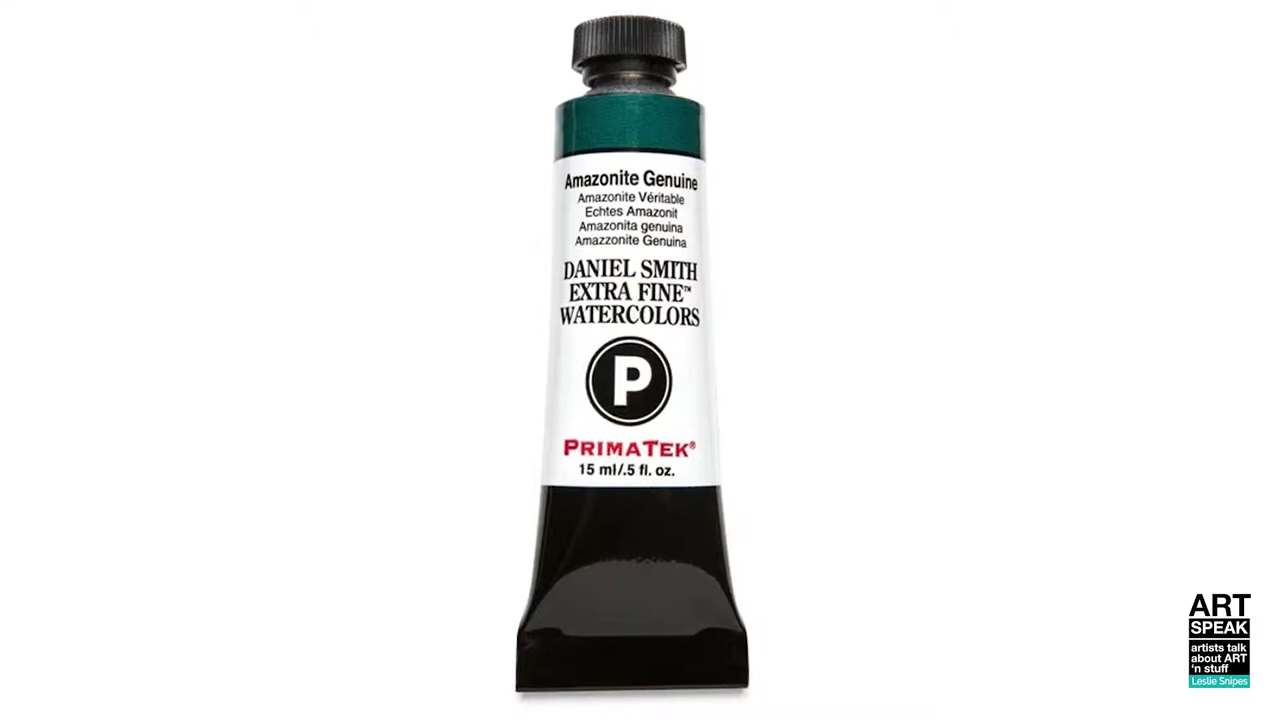 Amazonite Genuine
Amazonite Véritable
Echtes Amazonit
Amazonita genuina
Amazzonite Genuina
DANIEL SMITH
EXTRA FINE™
WATERCOLORS
P
PRIMATEK®
15 ml/.5 fl. oz.
ART
SPEAK
artists talk
about ART
'n stuff
Leslie Snipes